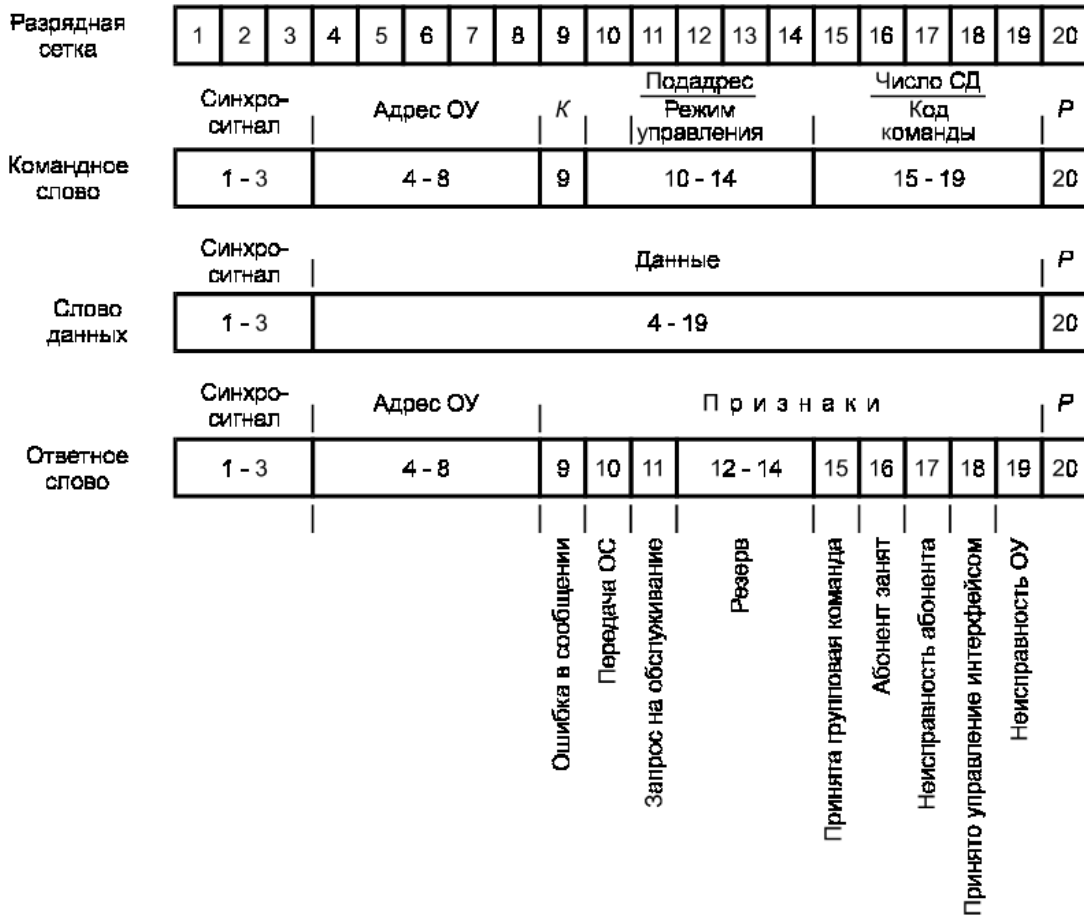 Разрядная сетка
1 2 3 4 5 6 7 8 9 10 11 12 13 14 15 16 17 18 19 20
Синхро-сигнал
Адрес ОУ
К
Подадрес
Режим управления
Число СД
Код команды
Р
Командное слово
1 - 3
4 - 8
9
10 - 14
15 - 19
20
Синхро-сигнал
Данные
Р
Слово данных
1 - 3
4 - 19
20
Синхро-сигнал
Адрес ОУ
Признаки
Р
Ответное слово
1 - 3
4 - 8
9
10
11
12 - 14
15
16
17
18
19
20
Ошибка в сообщении
Передача ОС
Запрос на обслуживание
Резерв
Принята групповая команда
Абонент занят
Неисправность абонента
Принято управление интерфейсом
Неисправность ОУ